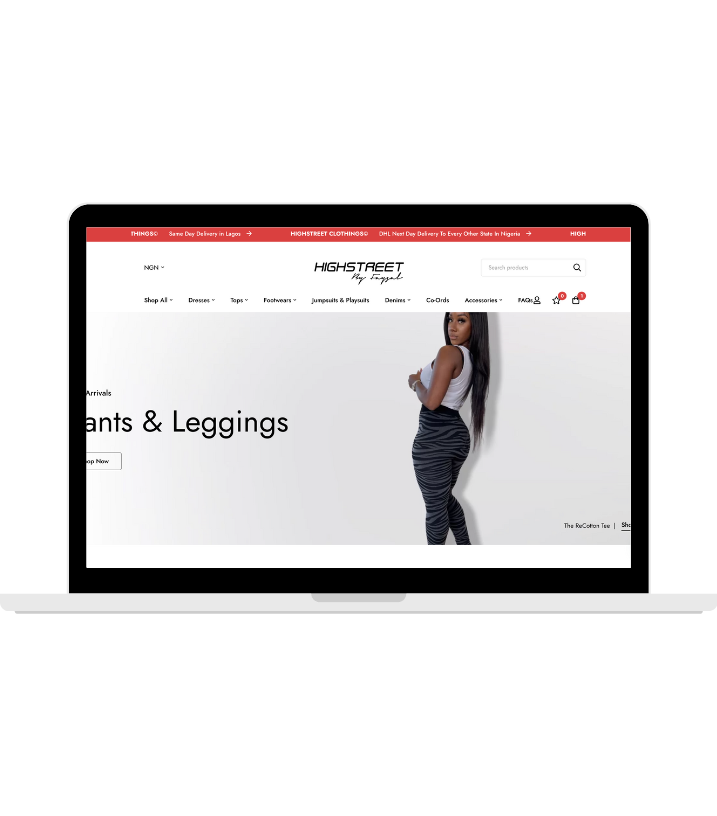 THINGS© Same Day Delivery in Lagos → HIGHSTREET CLOTHINGS© DHL Next Day Delivery To Every Other State In Nigeria → HIGH
NGN
HIGHSTREET
By Faysal
Search products
Shop All Dresses Tops Footwears Jumpsuits & Playsuits Denims Co-Ords Accessories FAQs 0 1
Arrivals
ants & Leggings
op Now
The ReCotton Tee | Sho